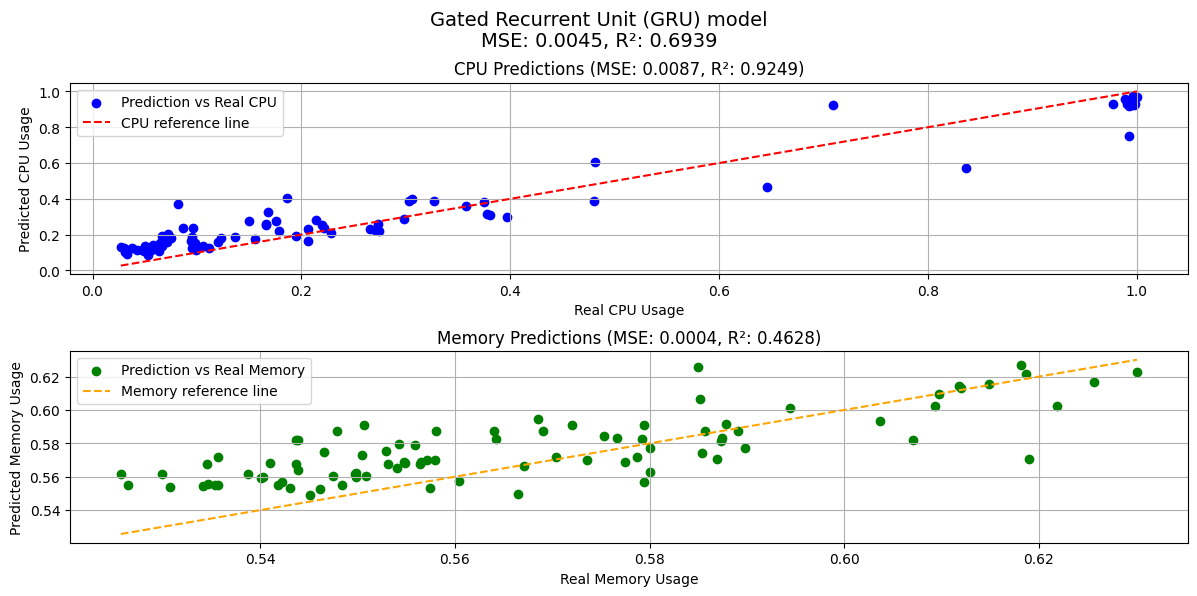 Gated Recurrent Unit (GRU) model
MSE: 0.0045, R²: 0.6939
CPU Predictions (MSE: 0.0087, R²: 0.9249)
Prediction vs Real CPU
CPU reference line
Predicted CPU Usage
1.0
0.8
0.6
0.4
0.2
0.0
0.0 0.2 0.4 0.6 0.8 1.0
Real CPU Usage
Memory Predictions (MSE: 0.0004, R²: 0.4628)
Prediction vs Real Memory
Memory reference line
Predicted Memory Usage
0.62
0.60
0.58
0.56
0.54
0.54 0.56 0.58 0.60 0.62
Real Memory Usage